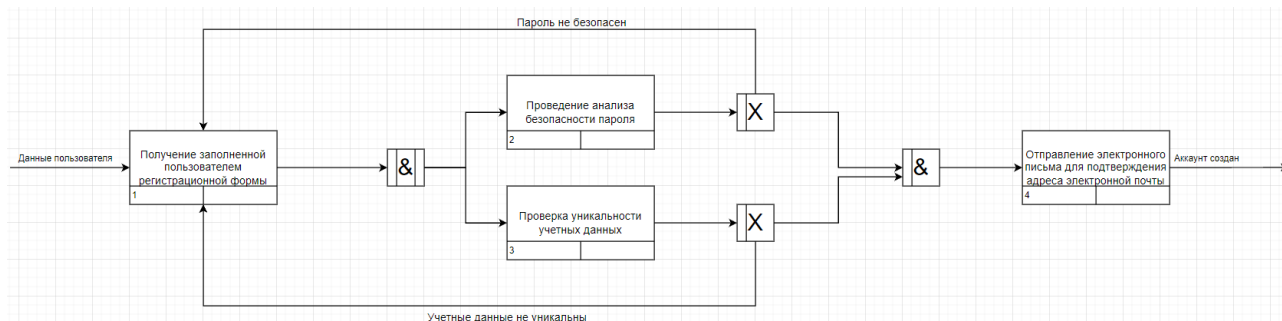 Пароль не безопасен
Проведение анализа
безопасности пароля
2
X
Данные пользователя
Получение заполненной
пользователем
регистрационной формы
1
&
&
Отправление электронного
письма для подтверждения
адреса электронной почты
4
Аккаунт создан
Проверка уникальности
учетных данных
3
X
Учетные данные не уникальны